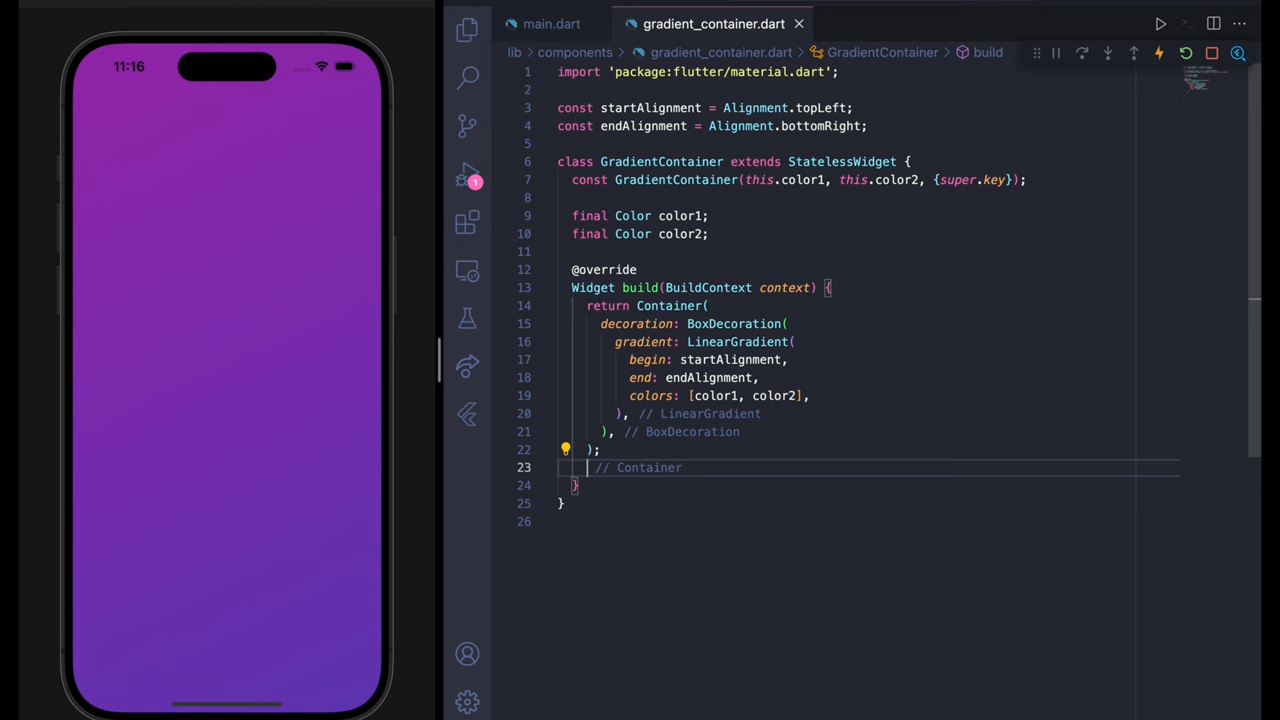 11:16
1
main.dart
gradient_container.dart
lib > components > gradient_container.dart > GradientContainer > build
1 import 'package:flutter/material.dart';
2
3 const startAlignment = Alignment.topLeft;
4 const endAlignment = Alignment.bottomRight;
5
6 class GradientContainer extends StatelessWidget {
7 const GradientContainer(this.color1, this.color2, {super.key});
8
9 final Color color1;
10 final Color color2;
11
12 @override
13 Widget build(BuildContext context) {
14 return Container(
15 decoration: BoxDecoration(
16 gradient: LinearGradient(
17 begin: startAlignment,
18 end: endAlignment,
19 colors: [color1, color2],
20 ), // LinearGradient
21 ), // BoxDecoration
22 );
23 // Container
24 }
25 }
26